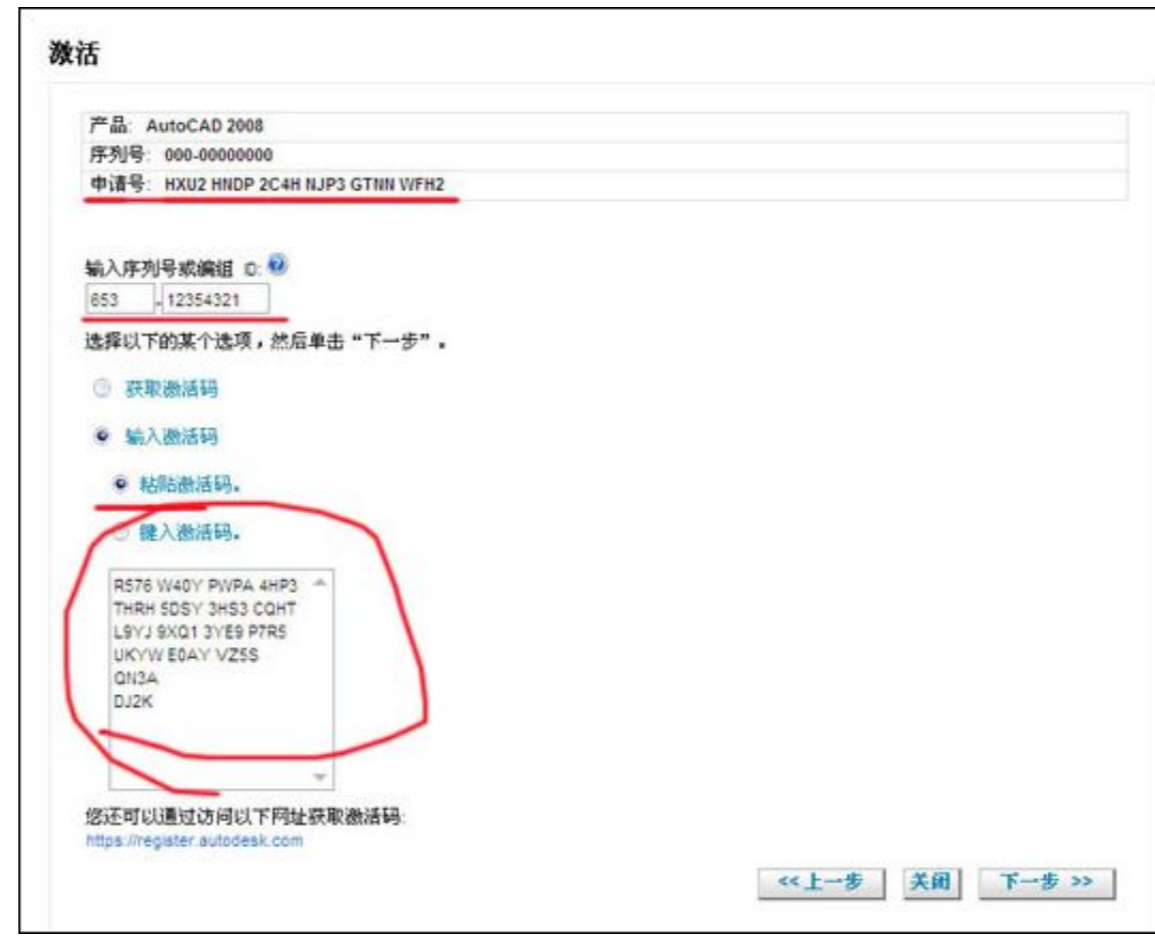 激活
产品: AutoCAD 2008
序列号: 000-00000000
申请号: HXU2 HNDP 2C4H NJP3 GTNN WFH2
输入序列号或编组 ID:
653 - 12354321
选择以下的某个选项，然后单击“下一步”。
获取激活码
输入激活码
粘贴激活码。
键入激活码。
R576 W40Y PWPA 4HP3
THRH 5DSY 3HS3 CQHT
L9YJ 9XQ1 3YE9 P7R5
UKYW E0AY VZ5S
QN3A
DJ2K
您还可以通过访问以下网址获取激活码:
https://register.autodesk.com
<<上一步 关闭 下一步 >>